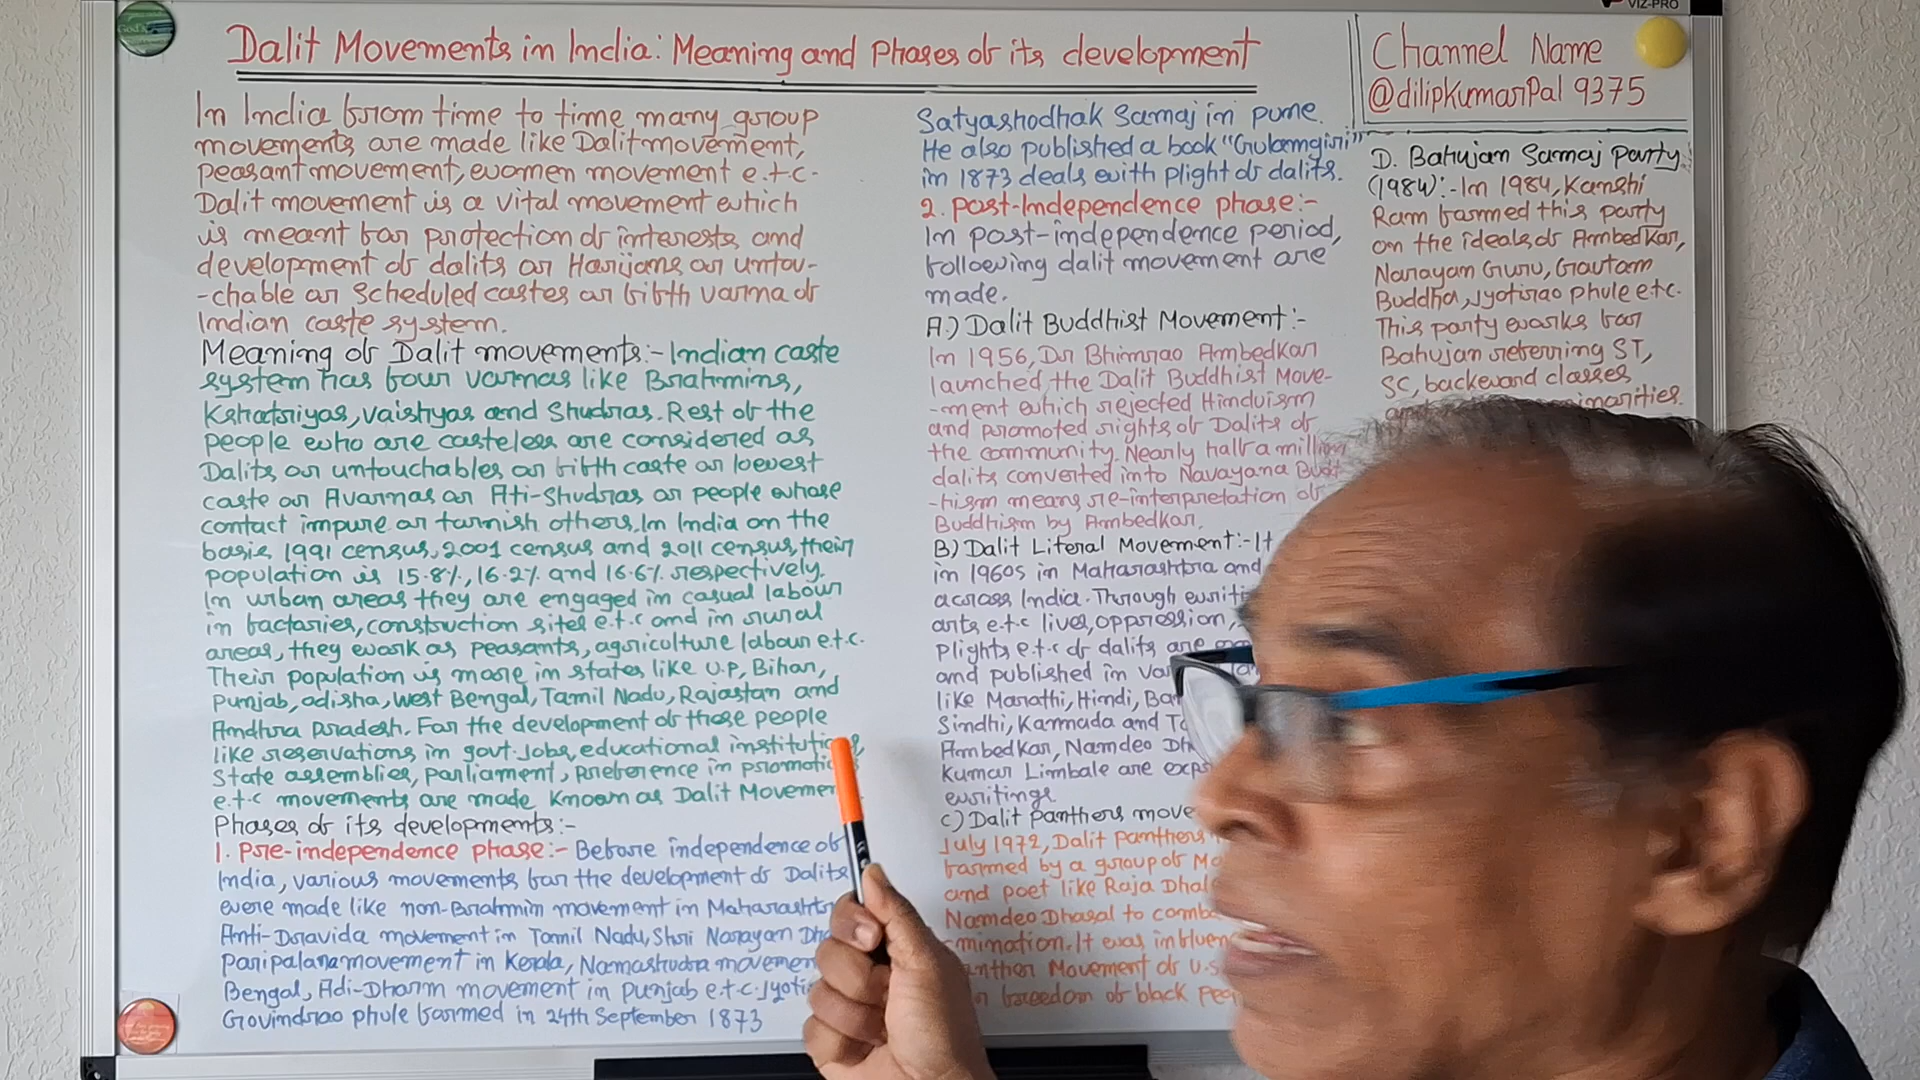 VIZ-PRO
Dalit Movements in India: Meaning and Phases of its development
In India from time to time many group
movements are made like Dalit movement,
peasant movement, women movement e.t.c.
Dalit movement is a vital movement which
is meant for protection of interests and
development of dalits or Harijans or untou-
-chable or scheduled castes or fifth varna of
Indian caste system.
Meaning of Dalit movements:- Indian caste
system has four varnas like Brahmins,
Kshatriyas, vaishyas and Shudras. Rest of the
people who are casteless are considered as
Dalits or untouchables or fifth caste or lowest
caste or Avarnas or Ati-Shudras or people whose
contact impure or tarnish others. In India on the
basis 1991 census, 2001 census and 2011 census, their
population is 15.8%, 16.2% and 16.6% respectively.
In urban areas they are engaged in casual labour
in factories, construction sites e.t.c and in rural
areas, they work as peasants, agriculture labour e.t.c.
Their population is more in states like U.P, Bihar,
Punjab, odisha, West Bengal, Tamil Nadu, Rajastan and
Andhra Pradesh. For the development of those people
like reservations in govt. Jobs, educational
State assemblies, parliament, preference in
e.t.c movements are made known as Dalit
Phases of its developments:-
1. Pre-independence phase:- Before independence of
India, various movements for the development of Dalits
were made like non-Brahmin movement in
Anti-Dravida movement in Tamil Nadu, Shri Narayan
Paripalana movement in Kerala, Namashudra
Bengal, Adi-Dharm movement in Punjab e.t.c.
Govindrao phule formed in 24th September 1873
Satyashodhak Samaj in pune.
He also published a book "Gulamgiri"
in 1873 deals with plight of dalits.
2. Post-Independence phase:-
In post-independence period,
following dalit movement are
made.
A.) Dalit Buddhist Movement:-
In 1956, Dr Bhimrao Ambedkar
launched the Dalit Buddhist Move-
-ment which rejected Hinduism
and promoted rights of Dalits of
the community. Nearly half a
dalits converted into Navayana
-hism means re-interpretation of
Buddhism by Ambedkar.
B) Dalit Literal Movement:- It
in 1960s in Maharashtra and
across India. Through
arts e.t.c lives, oppression,
plights e.t.c of dalits are
and published in
like Marathi, Hindi,
Sindhi, Kannada and
Ambedkar, Namdeo
Kumar Limbale are
writings
C) Dalit Panthers
July 1972, Dalit Panthers
formed by a group of
and poet like Raja
Namdeo Dhasal to
-mination. It was
Movement of
freedom of black
Channel Name
@dilipkumarPal 9375
D. Bahujan Samaj Party
(1984):- In 1984, Kanshi
Ram formed this party
on the ideals of Ambedkar,
Narayan Guru, Gautam
Buddha, Jyotirao Phule etc.
This party works for
Bahujan referring ST,
SC, backward classes